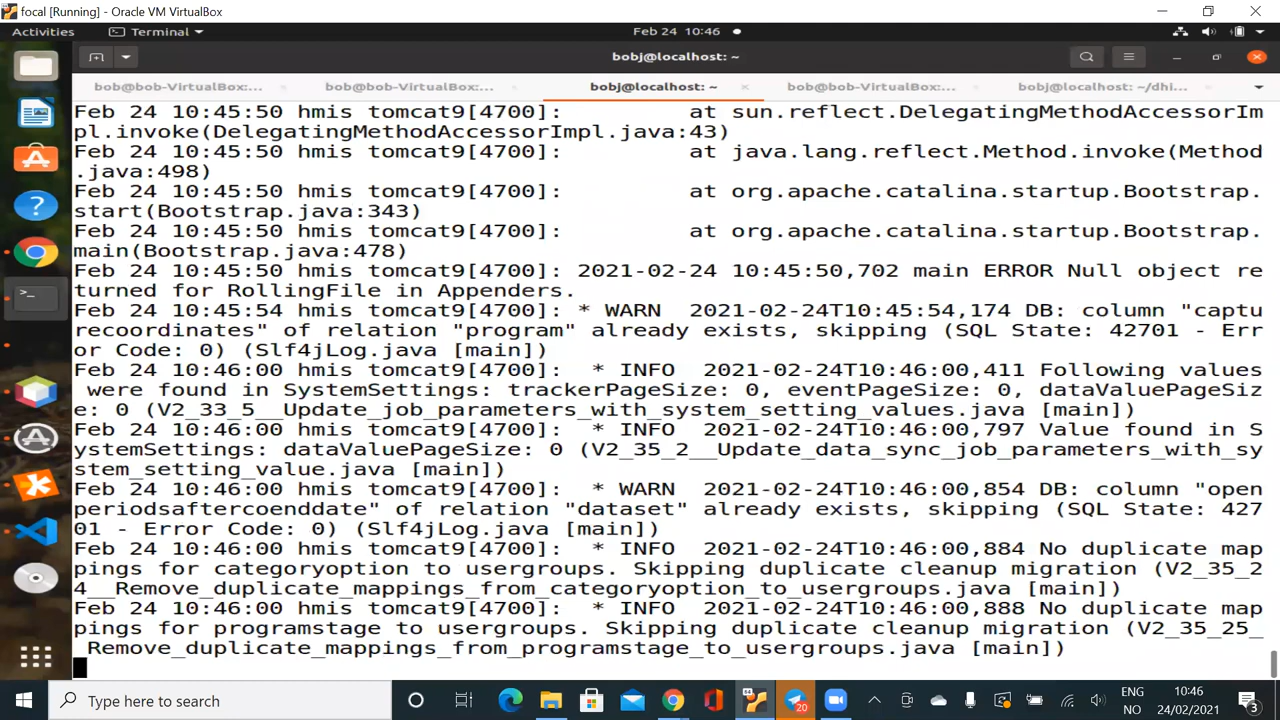 focal [Running] - Oracle VM VirtualBox
Activities Terminal Feb 24 10:46
bobj@localhost: ~
bob@bob-VirtualBox:... bob@bob-VirtualBox:... bobj@localhost: ~ bob@bob-VirtualBox:... bobj@localhost: ~/dhi...
Feb 24 10:45:50 hmis tomcat9[4700]: at sun.reflect.DelegatingMethodAccessorIm
pl.invoke(DelegatingMethodAccessorImpl.java:43)
Feb 24 10:45:50 hmis tomcat9[4700]: at java.lang.reflect.Method.invoke(Method
.java:498)
Feb 24 10:45:50 hmis tomcat9[4700]: at org.apache.catalina.startup.Bootstrap.
start(Bootstrap.java:343)
Feb 24 10:45:50 hmis tomcat9[4700]: at org.apache.catalina.startup.Bootstrap.
main(Bootstrap.java:478)
Feb 24 10:45:50 hmis tomcat9[4700]: 2021-02-24 10:45:50,702 main ERROR Null object re
turned for RollingFile in Appenders.
Feb 24 10:45:54 hmis tomcat9[4700]: * WARN 2021-02-24T10:45:54,174 DB: column "captu
recoordinates" of relation "program" already exists, skipping (SQL State: 42701 - Err
or Code: 0) (Slf4jLog.java [main])
Feb 24 10:46:00 hmis tomcat9[4700]: * INFO 2021-02-24T10:46:00,411 Following values
were found in SystemSettings: trackerPageSize: 0, eventPageSize: 0, dataValuePageSiz
e: 0 (V2_33_5__Update_job_parameters_with_system_setting_values.java [main])
Feb 24 10:46:00 hmis tomcat9[4700]: * INFO 2021-02-24T10:46:00,797 Value found in S
ystemSettings: dataValuePageSize: 0 (V2_35_2__Update_data_sync_job_parameters_with_sy
stem_setting_value.java [main])
Feb 24 10:46:00 hmis tomcat9[4700]: * WARN 2021-02-24T10:46:00,854 DB: column "open
periodsaftercoenddate" of relation "dataset" already exists, skipping (SQL State: 427
01 - Error Code: 0) (Slf4jLog.java [main])
Feb 24 10:46:00 hmis tomcat9[4700]: * INFO 2021-02-24T10:46:00,884 No duplicate map
pings for categoryoption to usergroups. Skipping duplicate cleanup migration (V2_35_2
4__Remove_duplicate_mappings_from_categoryoption_to_usergroups.java [main])
Feb 24 10:46:00 hmis tomcat9[4700]: * INFO 2021-02-24T10:46:00,888 No duplicate map
pings for programstage to usergroups. Skipping duplicate cleanup migration (V2_35_25_
_Remove_duplicate_mappings_from_programstage_to_usergroups.java [main])
Type here to search
20
ENG
NO
10:46
24/02/2021
3